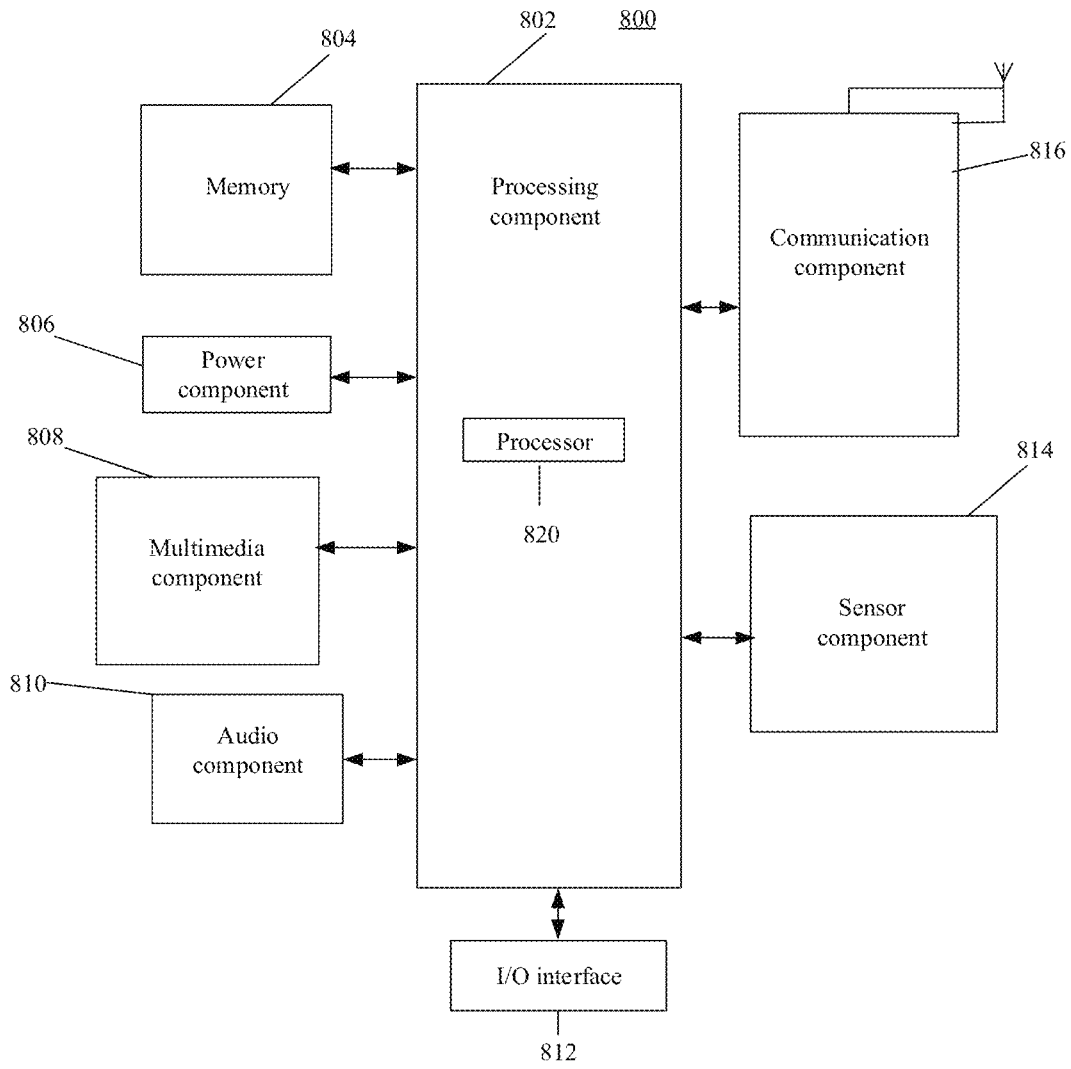 802
800
804
Memory
Processing
component
816
Communication
component
806
Power
component
808
Processor
820
814
Multimedia
component
Sensor
component
810
Audio
component
I/O interface
812